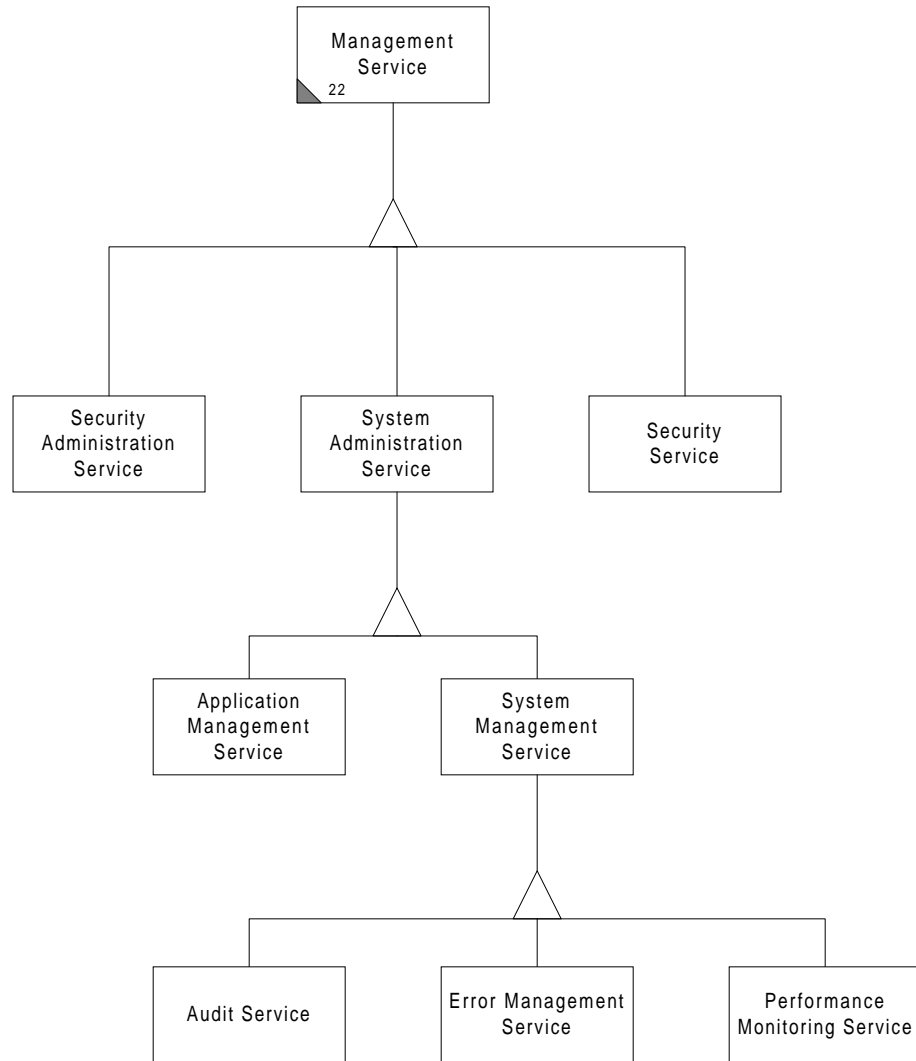 Management
Service
22
Security
Administration
Service
System
Administration
Service
Security
Service
Application
Management
Service
System
Management
Service
Audit Service
Error Management
Service
Performance
Monitoring Service